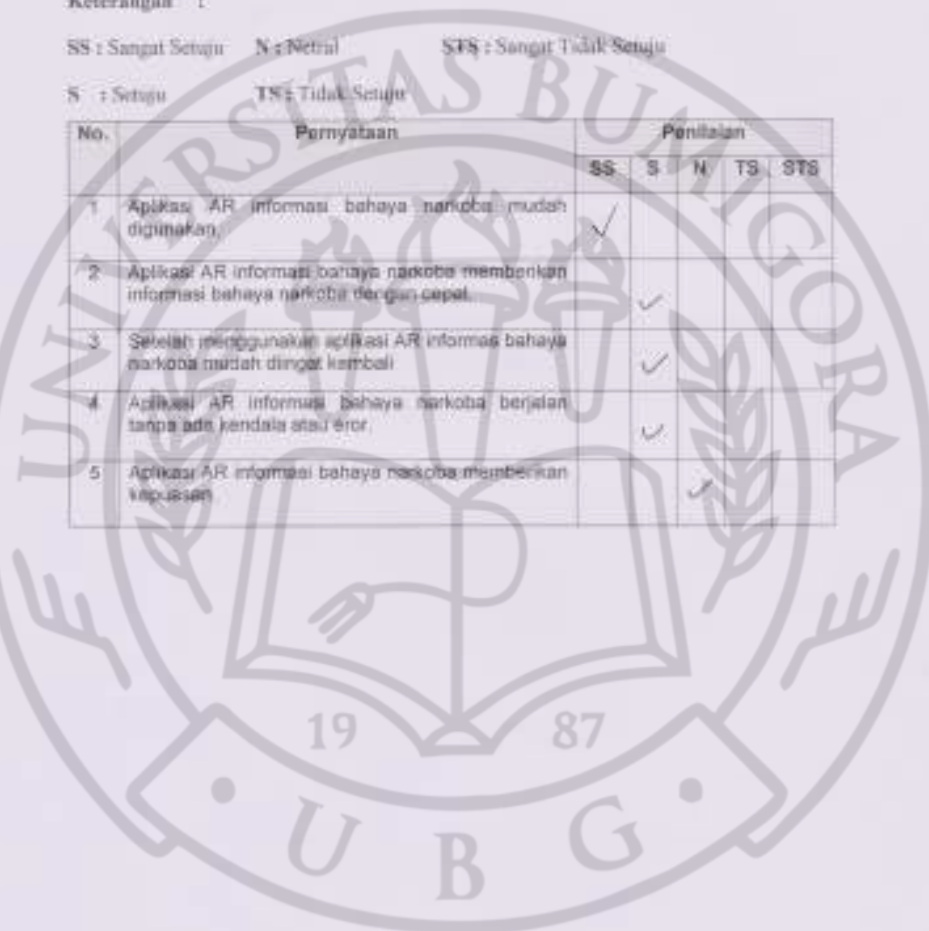 Keterangan :
SS : Sangat Setuju N : Netral STS : Sangat Tidak Setuju
S : Setuju TS : Tidak Setuju
No. Pernyataan Penilaian
SS S N TS STS
1 Aplikasi AR informasi bahaya narkoba mudah
digunakan. ✓
2 Aplikasi AR informasi bahaya narkoba memberikan
informasi bahaya narkoba dengan cepat. ✓
3 Setelah menggunakan aplikasi AR informas bahaya
narkoba mudah diingat kembali ✓
4 Aplikasi AR informasi bahaya narkoba berjalan
tanpa ada kendala atau eror. ✓
5 Aplikasi AR informasi bahaya narkoba memberikan
kepuasan ✓
UNIVERSITAS BUMIGORA
19 87
UBG